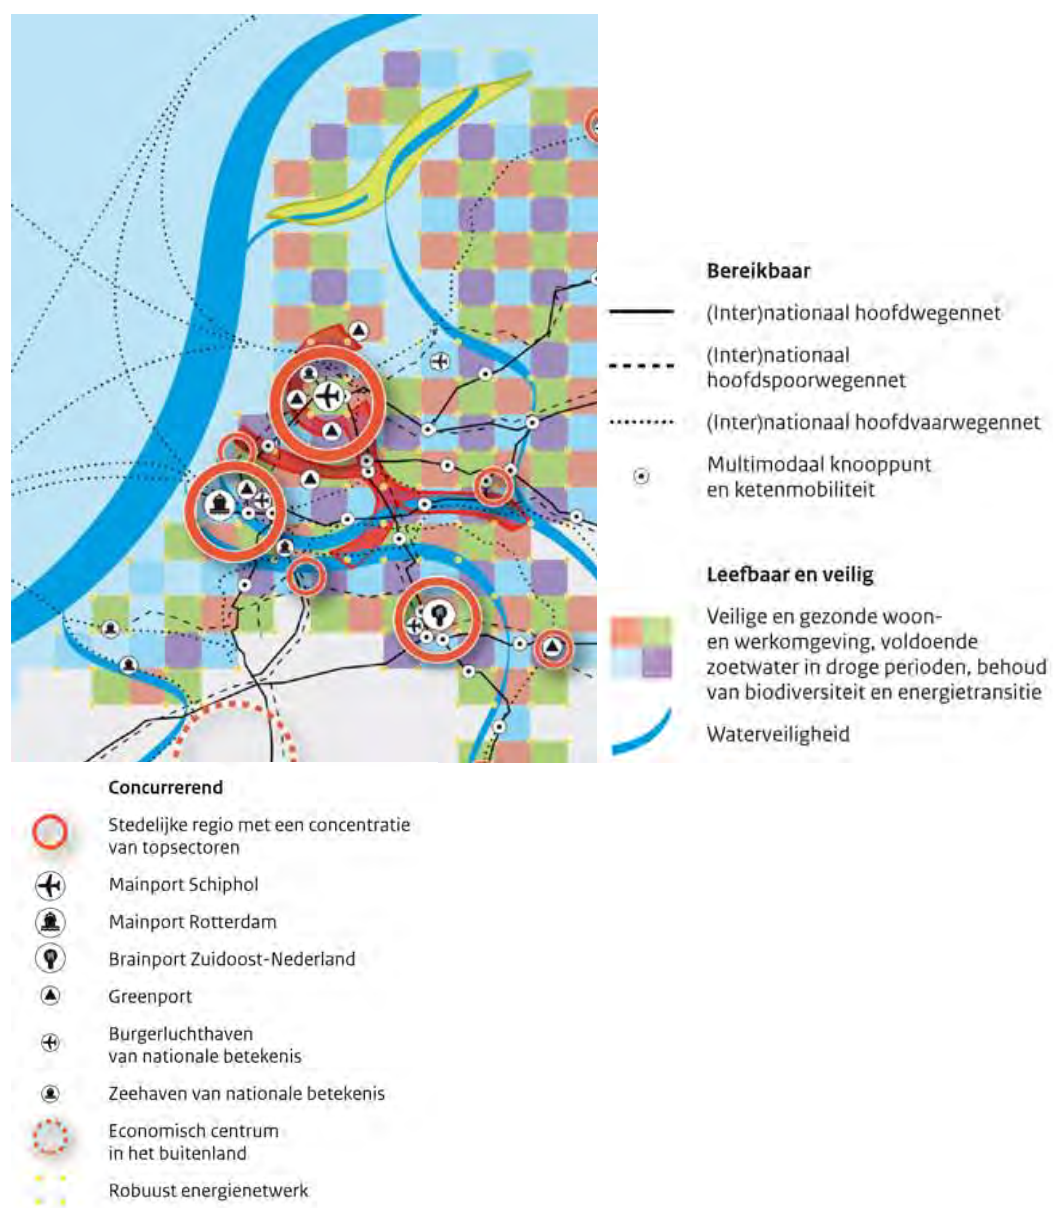 Bereikbaar
(Inter)nationaal hoofdwegennet
(Inter)nationaal
hoofdspoorwegennet
(Inter)nationaal hoofdvaarwegennet
Multimodaal knooppunt
en ketenmobiliteit
Leefbaar en veilig
Veilige en gezonde woon-
en werkomgeving, voldoende
zoetwater in droge perioden, behoud
van biodiversiteit en energietransitie
Waterveiligheid
Concurrerend
Stedelijke regio met een concentratie
van topsectoren
Mainport Schiphol
Mainport Rotterdam
Brainport Zuidoost-Nederland
Greenport
Burgerluchthaven
van nationale betekenis
Zeehaven van nationale betekenis
Economisch centrum
in het buitenland
Robuust energienetwerk